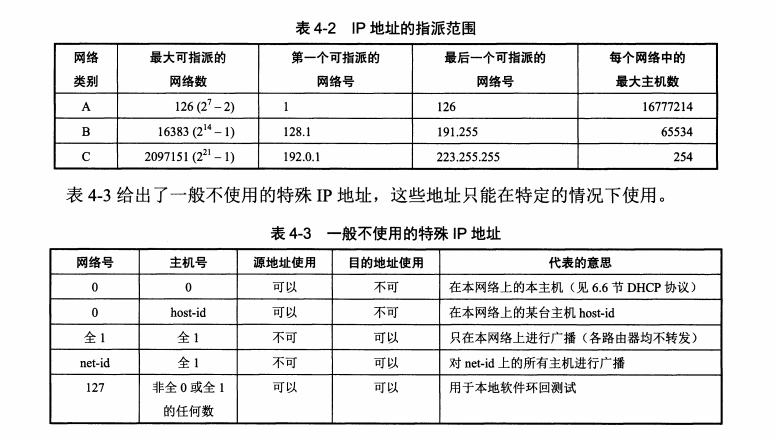 表 4-2 IP 地址的指派范围
网络类别 最大可指派的网络数 第一个可指派的网络号 最后一个可指派的网络号 每个网络中的最大主机数
A 126 (2⁷ – 2) 1 126 16777214
B 16383 (2¹⁴ – 1) 128.1 191.255 65534
C 2097151 (2²¹ – 1) 192.0.1 223.255.255 254
表 4-3 给出了一般不使用的特殊 IP 地址，这些地址只能在特定的情况下使用。
表 4-3 一般不使用的特殊 IP 地址
网络号 主机号 源地址使用 目的地址使用 代表的意思
0 0 可以 不可 在本网络上的本主机（见 6.6 节 DHCP 协议）
0 host-id 可以 不可 在本网络上的某台主机 host-id
全 1 全 1 不可 可以 只在本网络上进行广播（各路由器均不转发）
net-id 全 1 不可 可以 对 net-id 上的所有主机进行广播
127 非全 0 或全 1 的任何数 可以 可以 用于本地软件环回测试